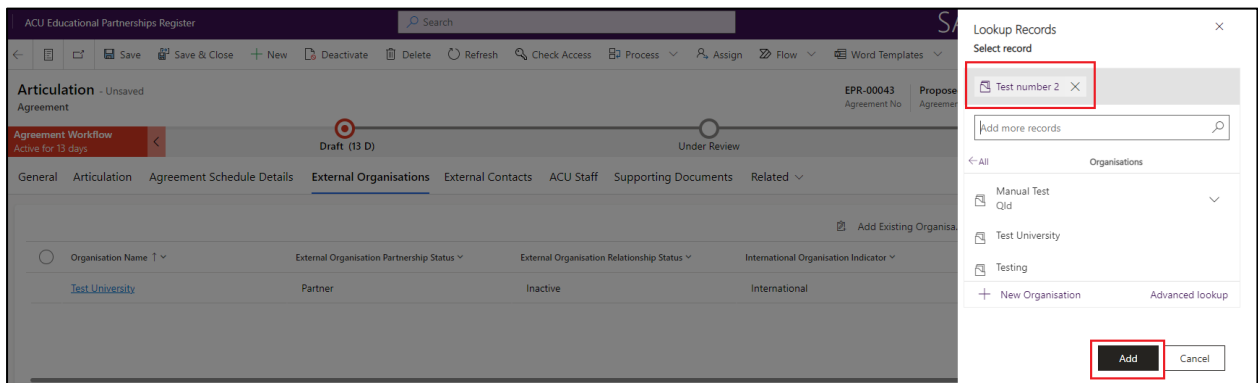 ACU Educational Partnerships Register
Search
SA
Save Save & Close New Deactivate Delete Refresh Check Access Process Assign Flow Word Templates
Articulation - Unsaved
Agreement
EPR-00043
Agreement No
Propose
Agreemer
Agreement Workflow
Active for 13 days
Draft (13 D)
Under Review
General Articulation Agreement Schedule Details External Organisations External Contacts ACU Staff Supporting Documents Related
Add Existing Organisa...
Organisation Name ↑ External Organisation Partnership Status External Organisation Relationship Status International Organisation Indicator
Test University Partner Inactive International
Lookup Records
Select record
Test number 2
Add more records
← All Organisations
Manual Test
Qld
Test University
Testing
+ New Organisation Advanced lookup
Add Cancel